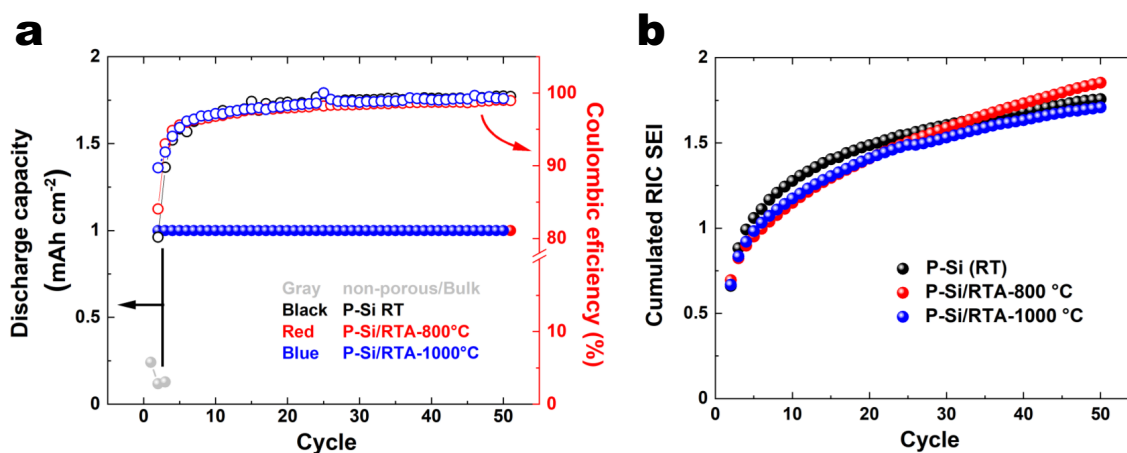 a
2
1.5
1
0.5
0
0 10 20 30 40 50
Cycle
Discharge capacity
(mAh cm-2)
100
90
80
10
5
0
Coulombic eficiency (%)
Gray non-porous/Bulk
Black P-Si RT
Red P-Si/RTA-800°C
Blue P-Si/RTA-1000°C
b
2
1.5
1
0.5
0
0 10 20 30 40 50
Cycle
Cumulated RIC SEI
P-Si (RT)
P-Si/RTA-800 °C
P-Si/RTA-1000 °C